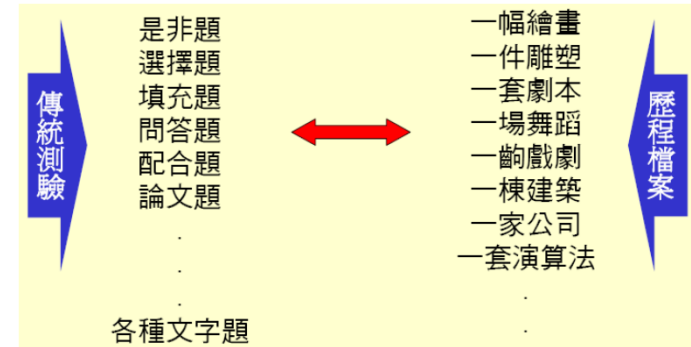 傳統測驗
是非題
選擇題
填充題
問答題
配合題
論文題
.
.
.
各種文字題
一幅繪畫
一件雕塑
一套劇本
一場舞蹈
一齣戲劇
一棟建築
一家公司
一套演算法
.
.
歷程檔案